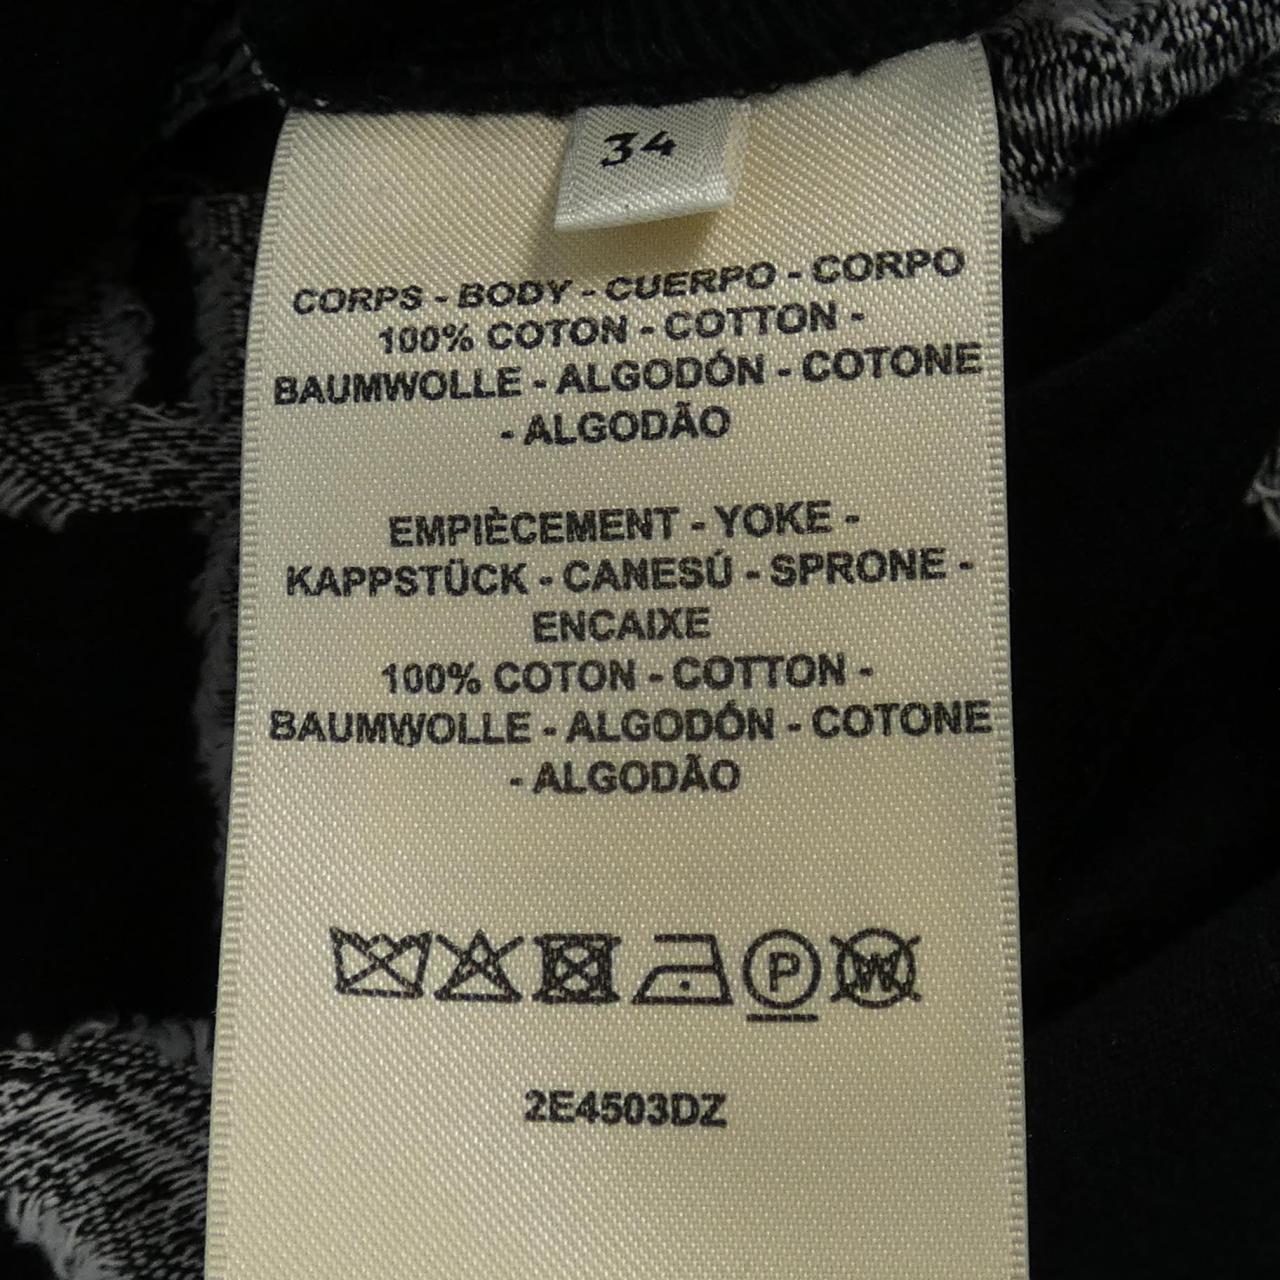 34
CORPS - BODY - CUERPO - CORPO
100% COTON - COTTON -
BAUMWOLLE - ALGODÓN - COTONE
- ALGODÃO
EMPIÈCEMENT - YOKE -
KAPPSTÜCK - CANESÚ - SPRONE -
ENCAIXE
100% COTON - COTTON -
BAUMWOLLE - ALGODÓN - COTONE
- ALGODÃO
P W
2E4503DZ